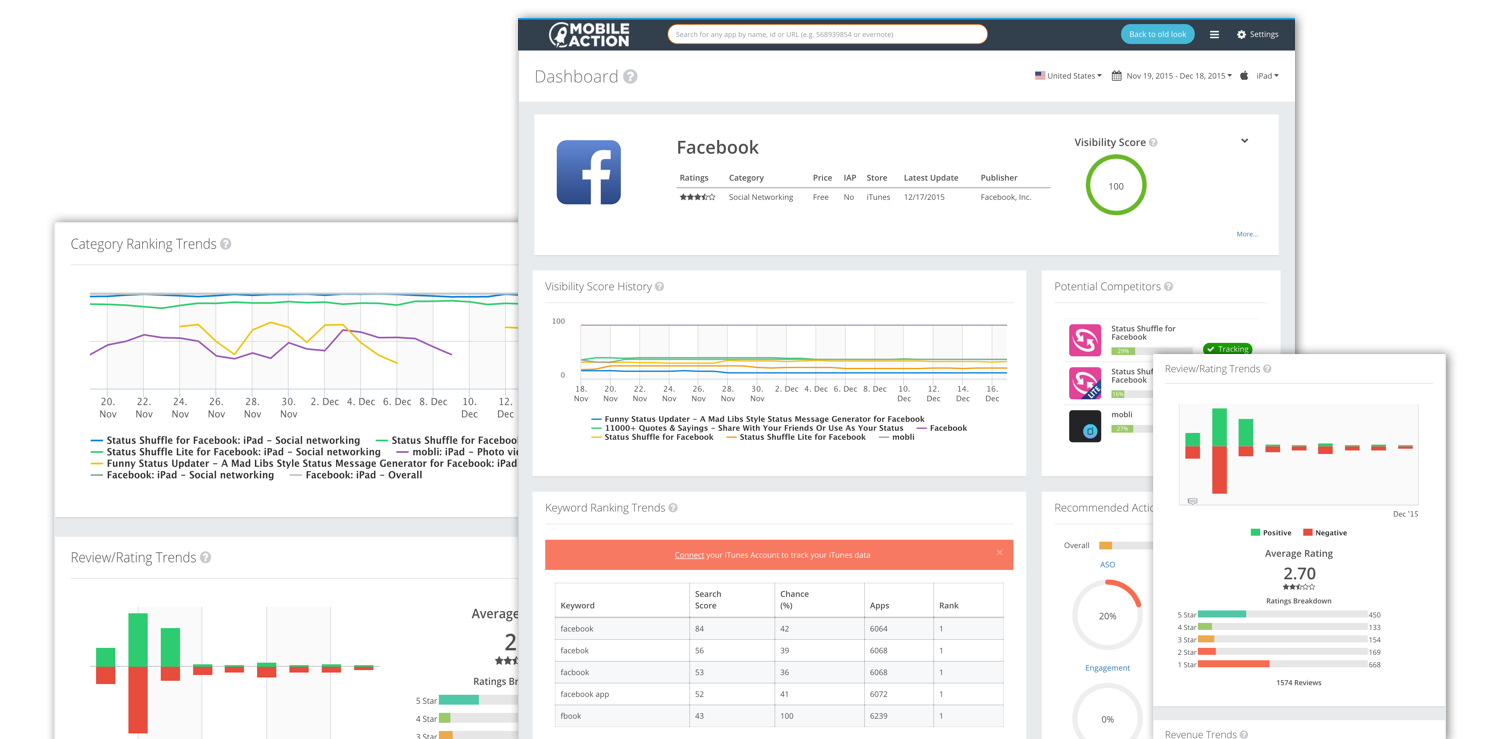 MOBILE
ACTION
Search for any app by name, id or URL (e.g. 568939854 or evernote)
Back to old look
Settings
Dashboard ?
United States
Nov 19, 2015 - Dec 18, 2015
iPad
Facebook
Ratings Category Price IAP Store Latest Update Publisher
Social Networking Free No iTunes 12/17/2015 Facebook, Inc.
Visibility Score ?
100
More...
Category Ranking Trends ?
20. Nov 22. Nov 24. Nov 26. Nov 28. Nov 30. Nov 2. Dec 4. Dec 6. Dec 8. Dec 10. Dec 12.
Status Shuffle for Facebook: iPad – Social networking Status Shuffle for Faceboo
Status Shuffle Lite for Facebook: iPad – Social networking mobli: iPad – Photo vi
Funny Status Updater – A Mad Libs Style Status Message Generator for Facebook: iPad
Facebook: iPad – Social networking Facebook: iPad – Overall
Visibility Score History ?
100
0
18. Nov 20. Nov 22. Nov 24. Nov 26. Nov 28. Nov 30. Nov 2. Dec 4. Dec 6. Dec 8. Dec 10. Dec 12. Dec 14. Dec 16. Dec
Funny Status Updater – A Mad Libs Style Status Message Generator for Facebook
11000+ Quotes & Sayings – Share With Your Friends Or Use As Your Status Facebook
Status Shuffle for Facebook Status Shuffle Lite for Facebook mobli
Potential Competitors ?
Status Shuffle for
Facebook
29%
Tracking
Status Shuf
Facebook
LITE
mobli
27%
Review/Rating Trends ?
Average
2
Ratings Br
5 Star
4 Star
3 Star
Keyword Ranking Trends ?
Connect your iTunes Account to track your iTunes data ×
Keyword Search Score Chance (%) Apps Rank
facebook 84 42 6064 1
facebok 56 39 6068 1
facbook 53 36 6068 1
facebook app 52 41 6072 1
fbook 43 100 6239 1
Recommended Actio
Overall
ASO
20%
Engagement
0%
Review/Rating Trends ?
Dec '15
Positive Negative
Average Rating
2.70
Ratings Breakdown
5 Star 450
4 Star 133
3 Star 154
2 Star 169
1 Star 668
1574 Reviews
Revenue Trends ?